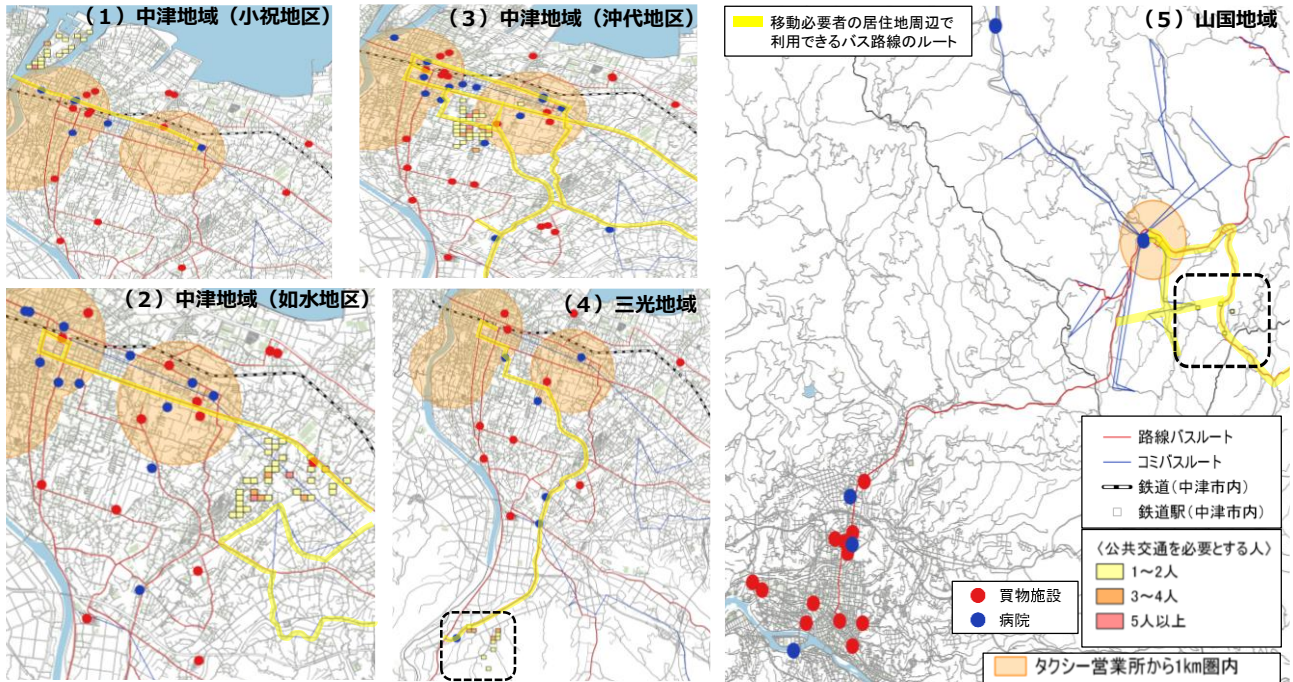 (1)中津地域(小祝地区)
(3)中津地域(沖代地区)
移動必要者の居住地周辺で
利用できるバス路線のルート
(5)山国地域
(2)中津地域(如水地区)
(4)三光地域
路線バスルート
コミバスルート
鉄道(中津市内)
鉄道駅(中津市内)
〈公共交通を必要とする人〉
1~2人
3~4人
5人以上
買物施設
病院
タクシー営業所から1km圏内